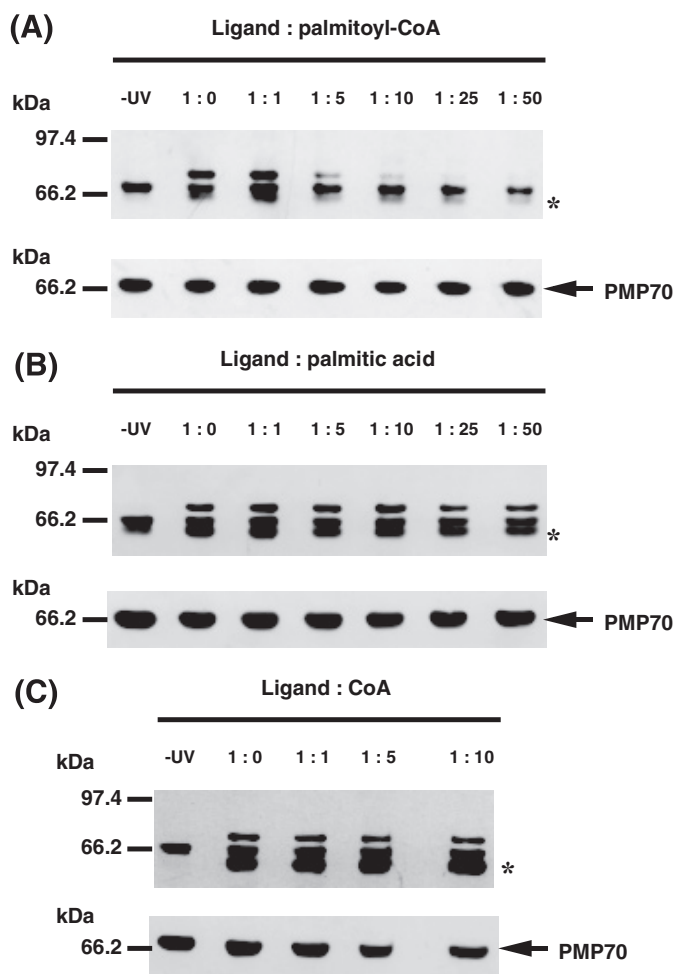 (A)
Ligand : palmitoyl-CoA
kDa -UV 1 : 0 1 : 1 1 : 5 1 : 10 1 : 25 1 : 50
97.4
66.2
*
kDa
66.2 PMP70
(B)
Ligand : palmitic acid
kDa -UV 1 : 0 1 : 1 1 : 5 1 : 10 1 : 25 1 : 50
97.4
66.2
*
kDa
66.2 PMP70
(C)
Ligand : CoA
kDa -UV 1 : 0 1 : 1 1 : 5 1 : 10
97.4
66.2
*
kDa
66.2 PMP70